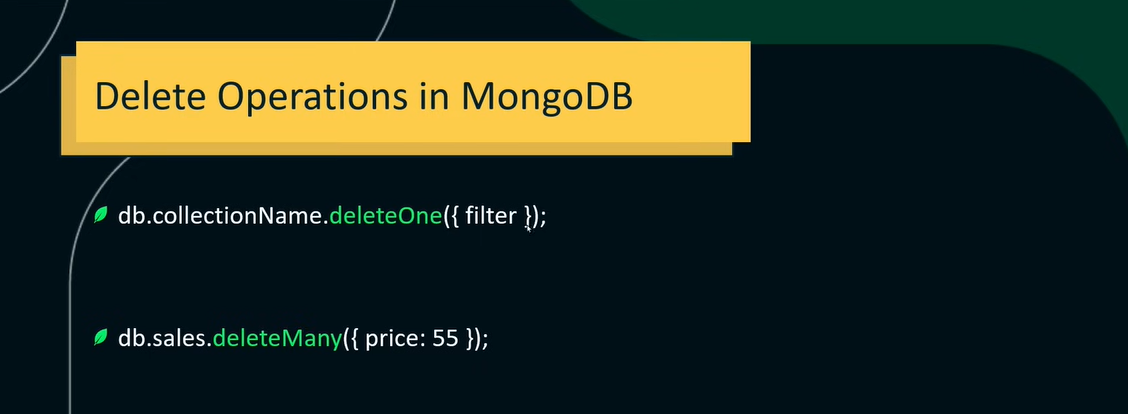 Delete Operations in MongoDB
db.collectionName.deleteOne({ filter });
db.sales.deleteMany({ price: 55 });